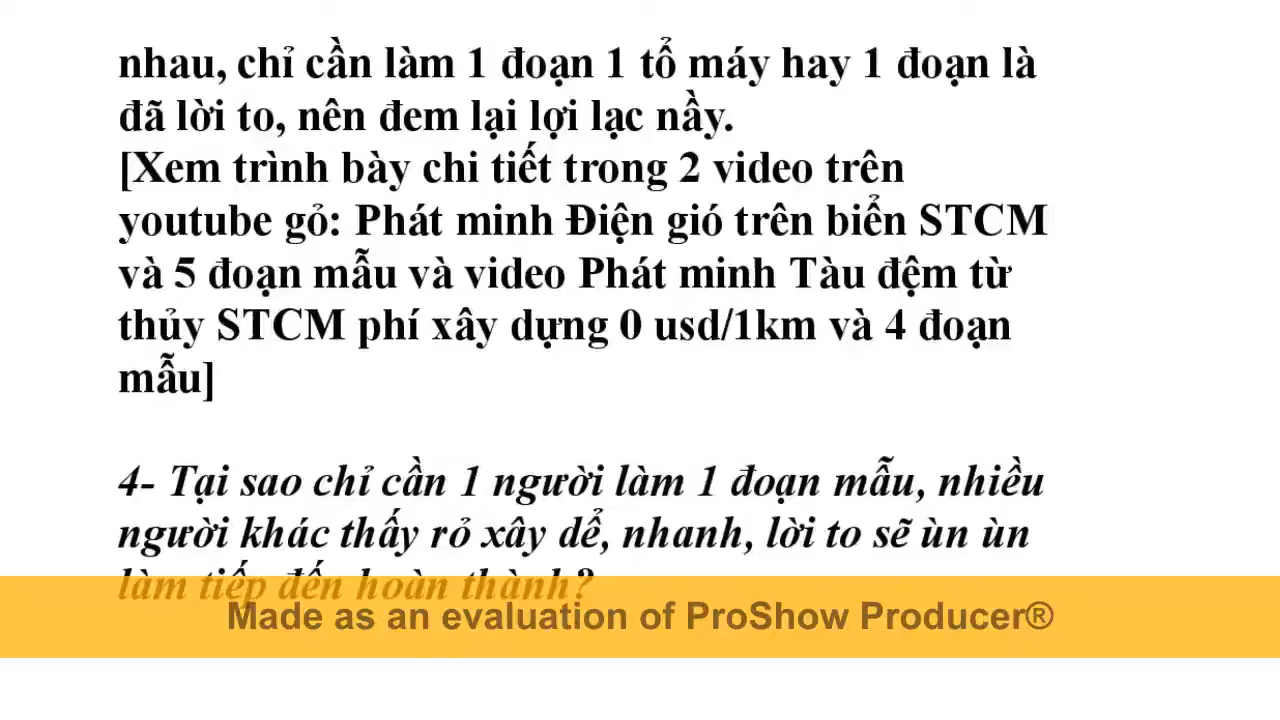 nhau, chỉ cần làm 1 đoạn 1 tổ máy hay 1 đoạn là
đã lời to, nên đem lại lợi lạc nầy.
[Xem trình bày chi tiết trong 2 video trên
youtube gỏ: Phát minh Điện gió trên biển STCM
và 5 đoạn mẫu và video Phát minh Tàu đệm từ
thủy STCM phí xây dựng 0 usd/1km và 4 đoạn
mẫu]
4- Tại sao chỉ cần 1 người làm 1 đoạn mẫu, nhiều
người khác thấy rỏ xây dể, nhanh, lời to sẽ ùn ùn
làm tiếp đến hoàn thành?
Made as an evaluation of ProShow Producer®